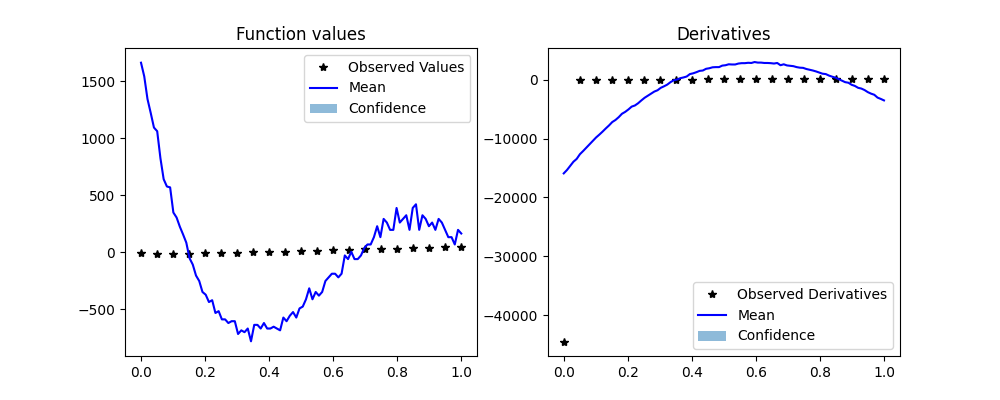 Function values
Observed Values
Mean
Confidence
1500
1000
500
0
−500
0.0 0.2 0.4 0.6 0.8 1.0
Derivatives
Observed Derivatives
Mean
Confidence
0
−10000
−20000
−30000
−40000
0.0 0.2 0.4 0.6 0.8 1.0